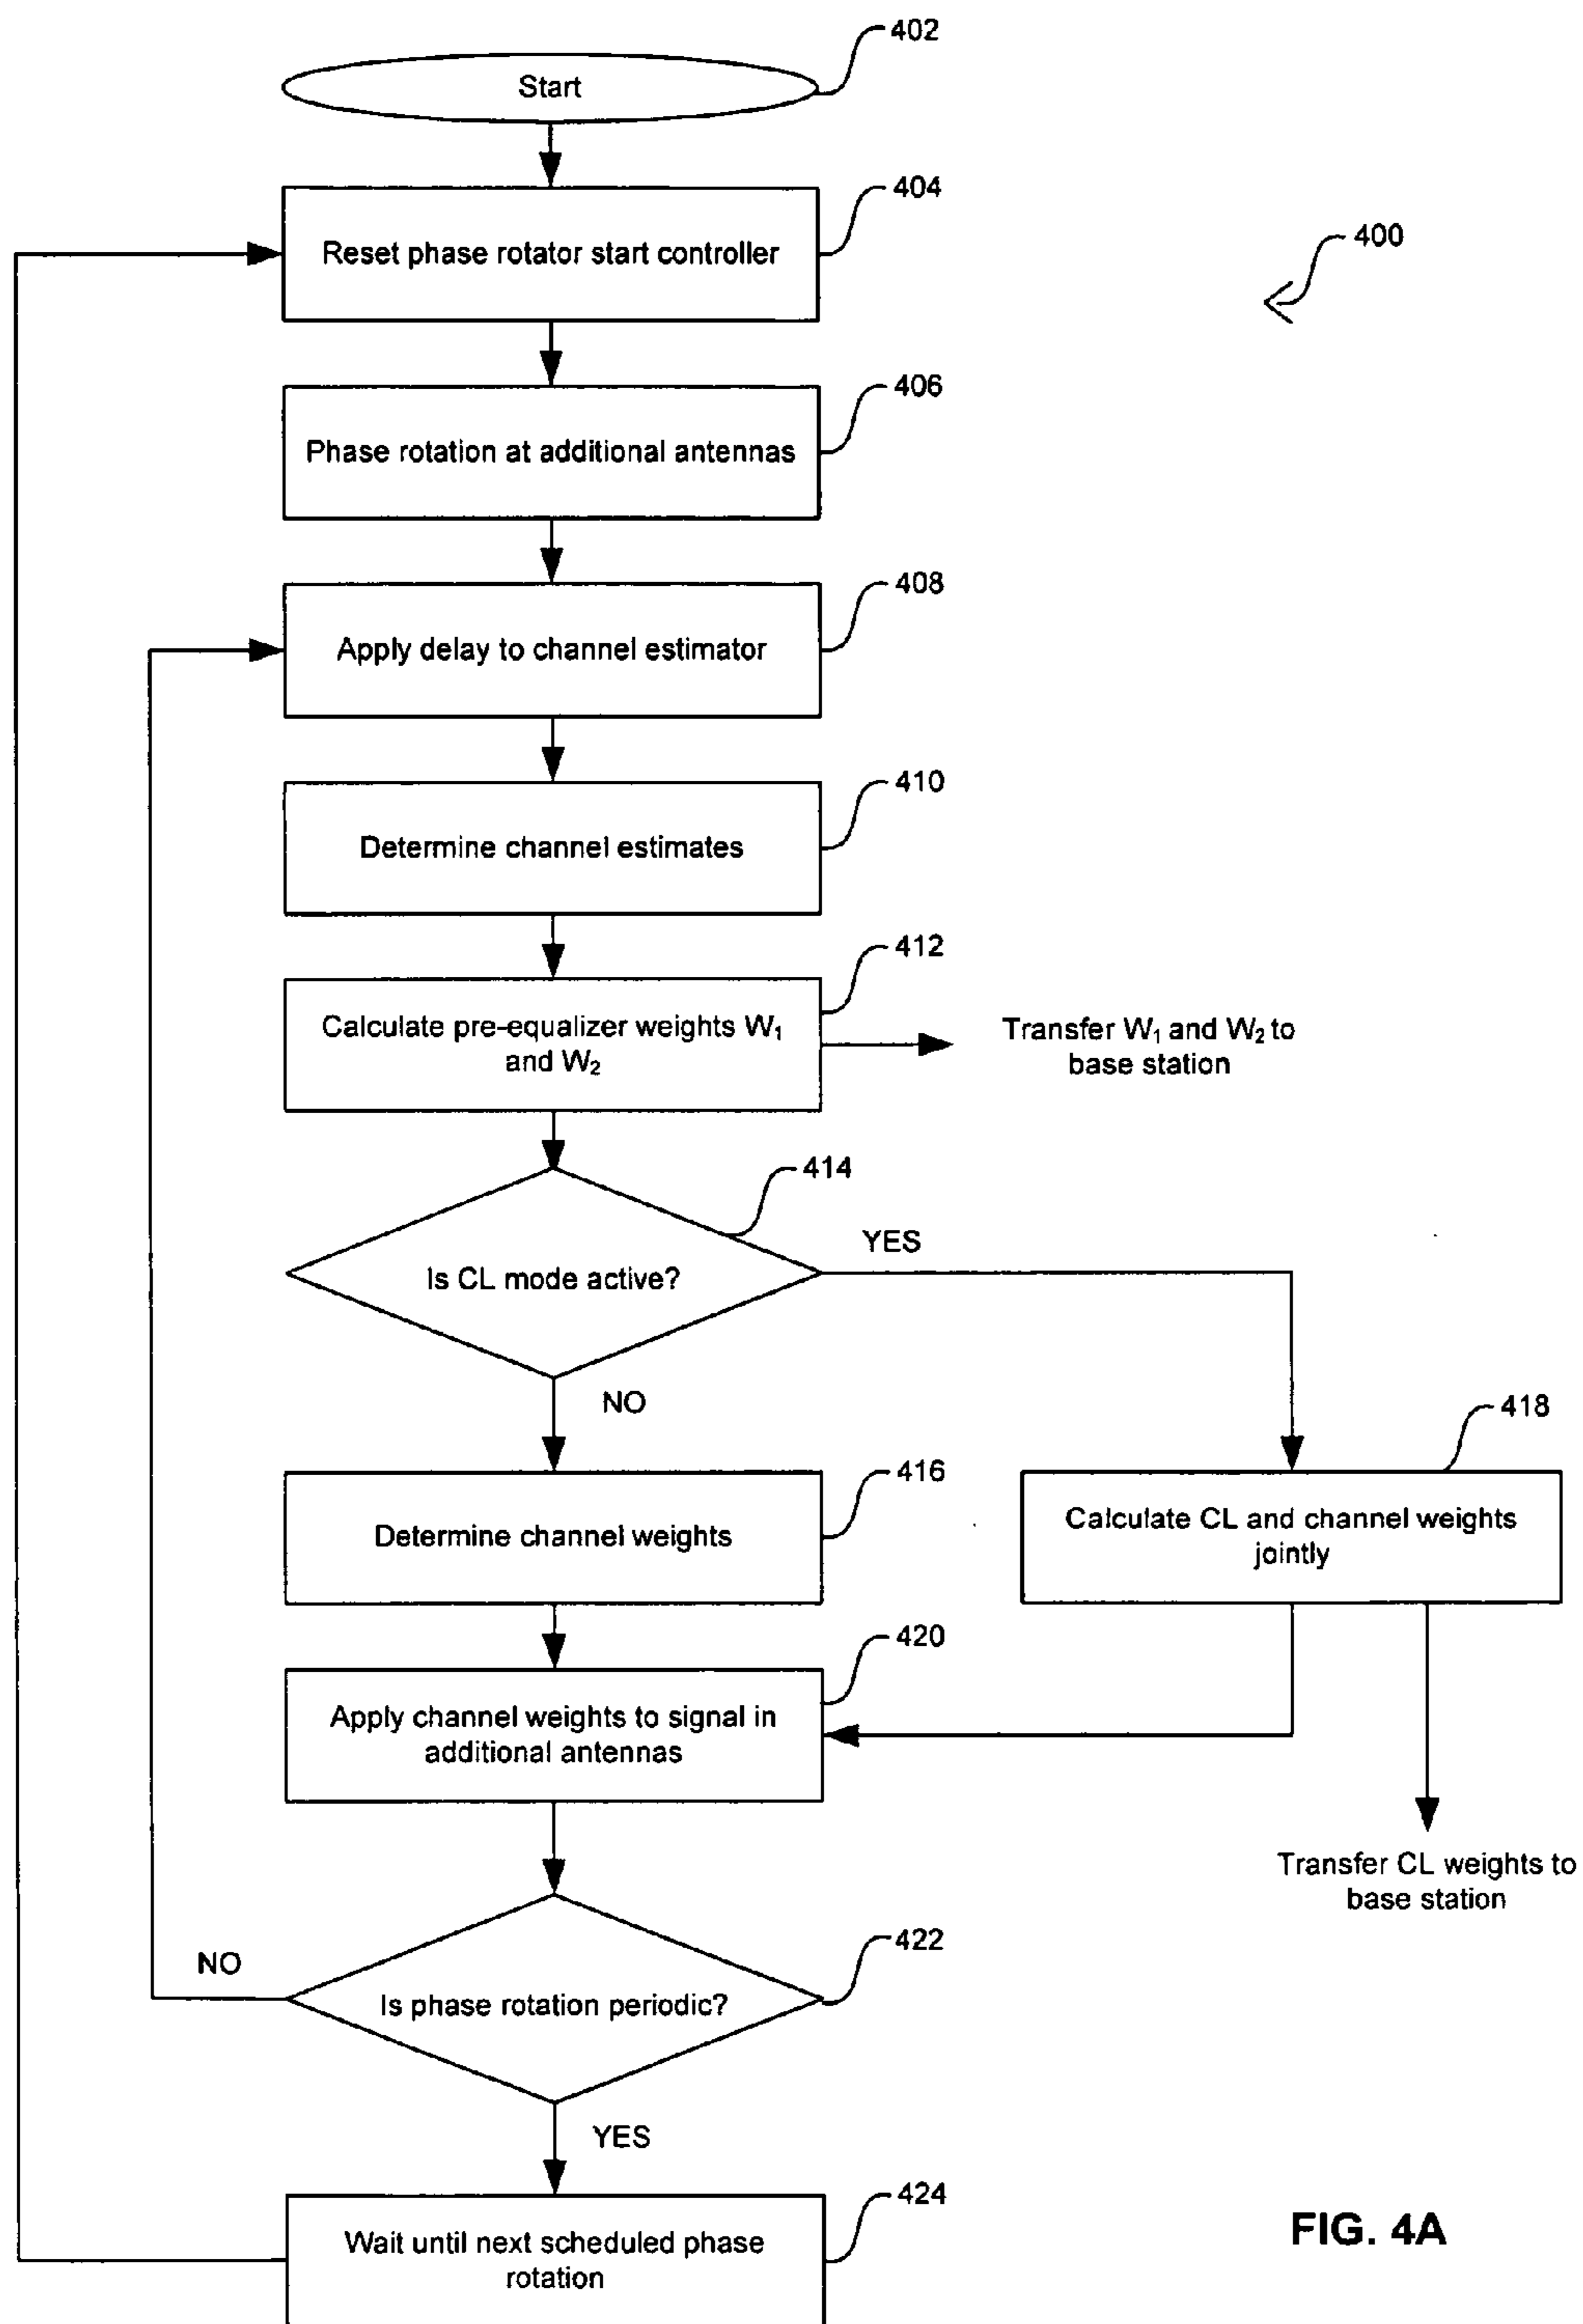 402
Start
404
Reset phase rotator start controller
400
406
Phase rotation at additional antennas
408
Apply delay to channel estimator
410
Determine channel estimates
412
Calculate pre-equalizer weights W₁
and W₂
Transfer W₁ and W₂ to
base station
414
YES
Is CL mode active?
NO
418
416
Determine channel weights
Calculate CL and channel weights
jointly
420
Apply channel weights to signal in
additional antennas
Transfer CL weights to
base station
422
NO
Is phase rotation periodic?
YES
424
Wait until next scheduled phase
rotation
FIG. 4A